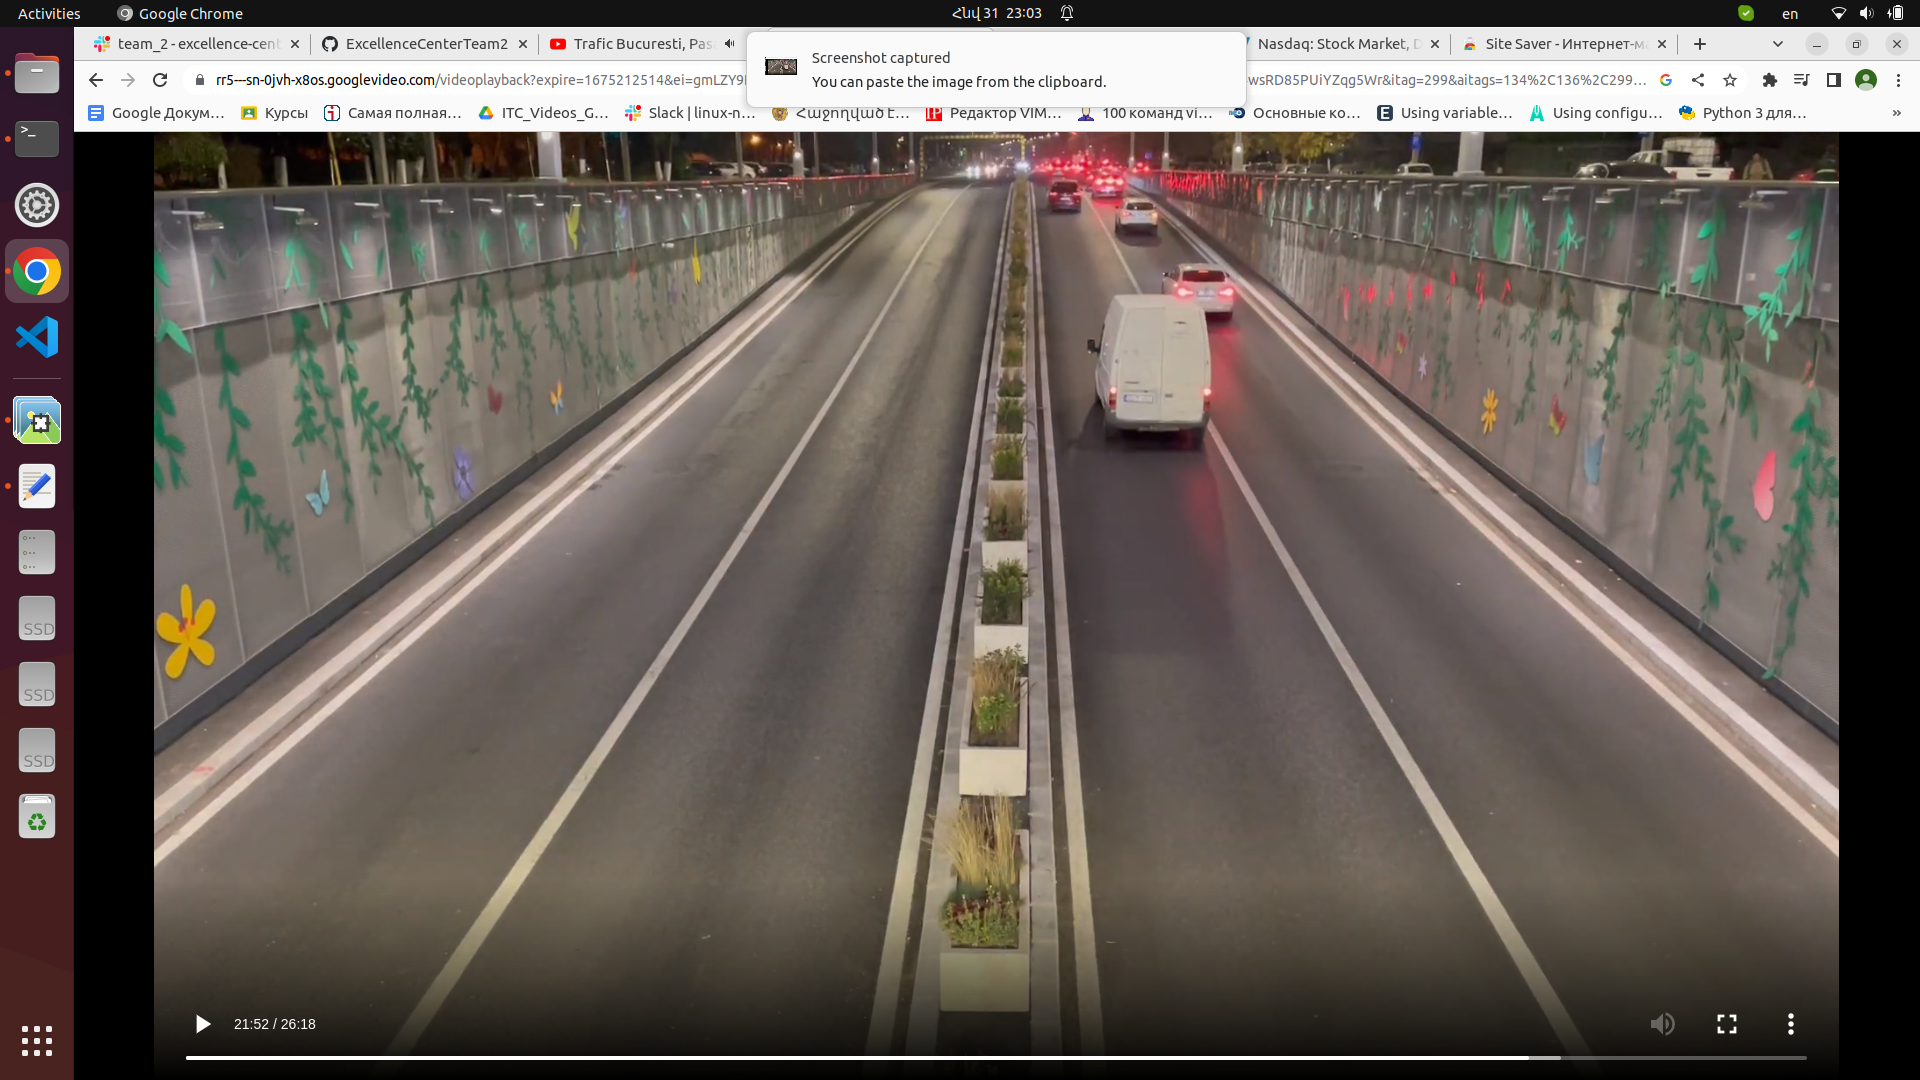 Activities
Google Chrome
Հնվ 31 23:03
en
team_2 - excellence-cent
ExcellenceCenterTeam2
Trafic Bucuresti, Pas
Nasdaq: Stock Market, D
Site Saver - Интернет-м
Screenshot captured
You can paste the image from the clipboard.
rr5---sn-0jvh-x8os.googlevideo.com/videoplayback?expire=1675212514&ei=gmLZY9
wsRD85PUiYZqg5Wr&itag=299&aitags=134%2C136%2C299...
Google Докум...
Курсы
Самая полная...
ITC_Videos_G...
Slack | linux-n...
Հաջողված է...
Редактор VIM...
100 команд vi...
Основные ко...
Using variable...
Using configu...
Python 3 для...
»
SSD
SSD
SSD
21:52 / 26:18